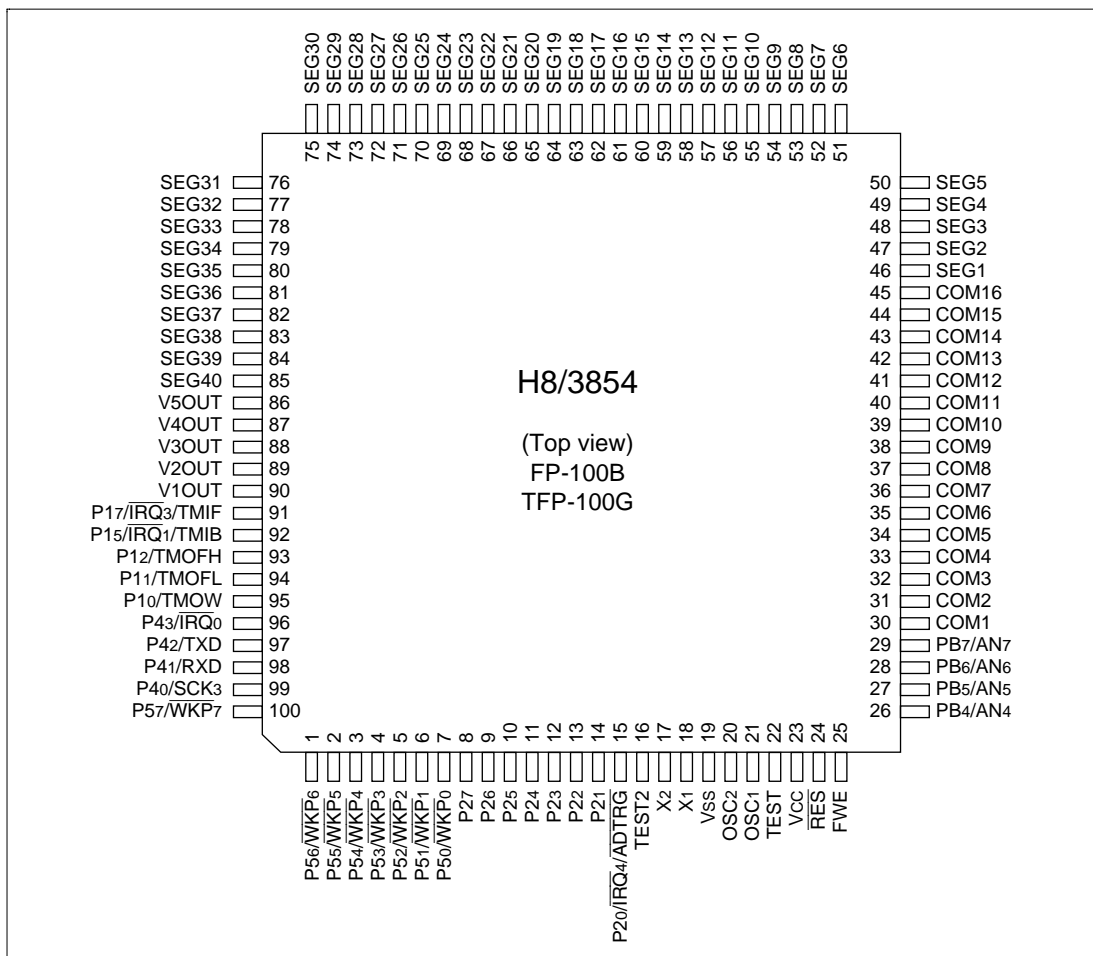 SEG30
SEG29
SEG28
SEG27
SEG26
SEG25
SEG24
SEG23
SEG22
SEG21
SEG20
SEG19
SEG18
SEG17
SEG16
SEG15
SEG14
SEG13
SEG12
SEG11
SEG10
SEG9
SEG8
SEG7
SEG6
75
74
73
72
71
70
69
68
67
66
65
64
63
62
61
60
59
58
57
56
55
54
53
52
51
SEG31 76
SEG32 77
SEG33 78
SEG34 79
SEG35 80
SEG36 81
SEG37 82
SEG38 83
SEG39 84
SEG40 85
V5OUT 86
V4OUT 87
V3OUT 88
V2OUT 89
V1OUT 90
P17/IRQ3/TMIF 91
P15/IRQ1/TMIB 92
P12/TMOFH 93
P11/TMOFL 94
P10/TMOW 95
P43/IRQ0 96
P42/TXD 97
P41/RXD 98
P40/SCK3 99
P57/WKP7 100
H8/3854
(Top view)
FP-100B
TFP-100G
50 SEG5
49 SEG4
48 SEG3
47 SEG2
46 SEG1
45 COM16
44 COM15
43 COM14
42 COM13
41 COM12
40 COM11
39 COM10
38 COM9
37 COM8
36 COM7
35 COM6
34 COM5
33 COM4
32 COM3
31 COM2
30 COM1
29 PB7/AN7
28 PB6/AN6
27 PB5/AN5
26 PB4/AN4
1
2
3
4
5
6
7
8
9
10
11
12
13
14
15
16
17
18
19
20
21
22
23
24
25
P56/WKP6
P55/WKP5
P54/WKP4
P53/WKP3
P52/WKP2
P51/WKP1
P50/WKP0
P27
P26
P25
P24
P23
P22
P21
P20/IRQ4/ADTRG
TEST2
X2
X1
VSS
OSC2
OSC1
TEST
VCC
RES
FWE